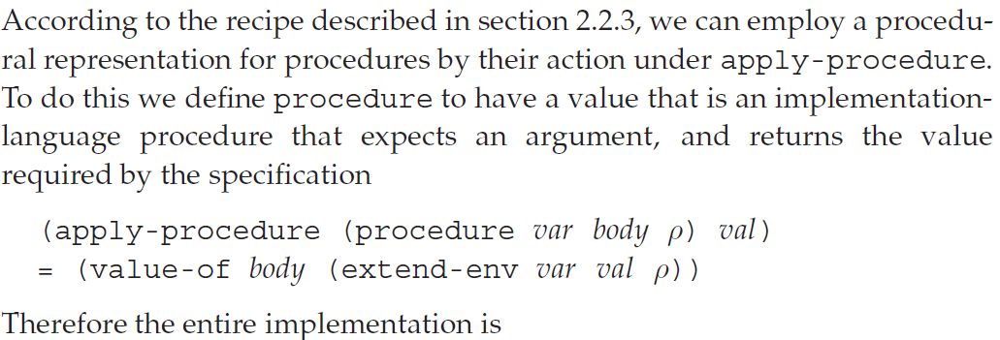 According to the recipe described in section 2.2.3, we can employ a procedu-
ral representation for procedures by their action under apply-procedure.
To do this we define procedure to have a value that is an implementation-
language procedure that expects an argument, and returns the value
required by the specification
(apply-procedure (procedure var body ρ) val)
= (value-of body (extend-env var val ρ))
Therefore the entire implementation is